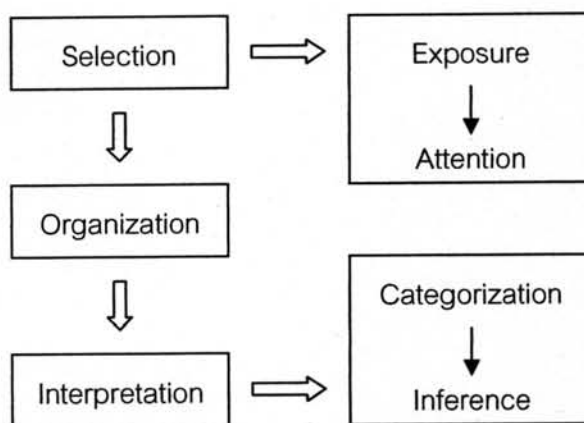 Selection
Exposure
Attention
Organization
Categorization
Interpretation
Inference